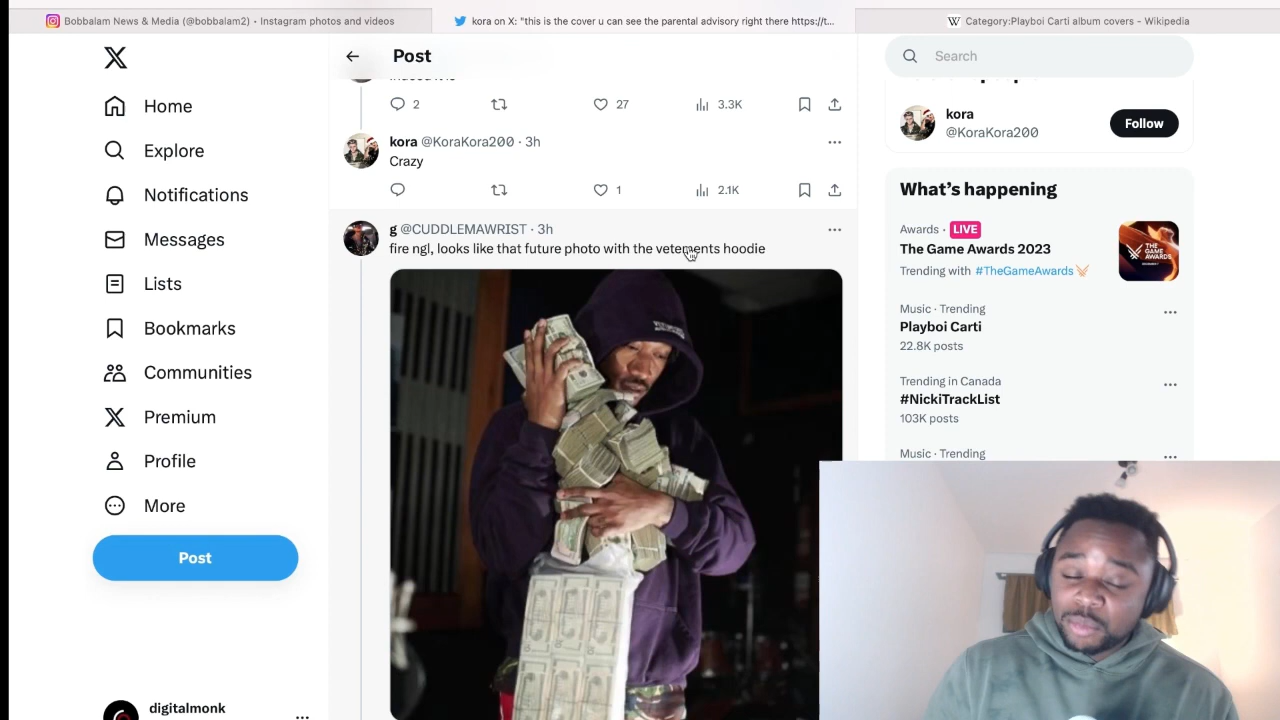 Bobbalam News & Media (@bobbalam2) • Instagram photos and videos
kora on X: "this is the cover u can see the parental advisory right there https://t...
Category:Playboi Carti album covers - Wikipedia
Post
Search
2
27
3.3K
kora @KoraKora200 · 3h
Crazy
1
2.1K
g @CUDDLEMAWRIST · 3h
fire ngl, looks like that future photo with the vetements hoodie
Home
Explore
Notifications
Messages
Lists
Bookmarks
Communities
Premium
Profile
More
Post
digitalmonk
kora
@KoraKora200
Follow
What's happening
Awards · LIVE
The Game Awards 2023
Trending with #TheGameAwards
THE GAME AWARDS
Music · Trending
Playboi Carti
22.8K posts
Trending in Canada
#NickiTrackList
103K posts
Music · Trending